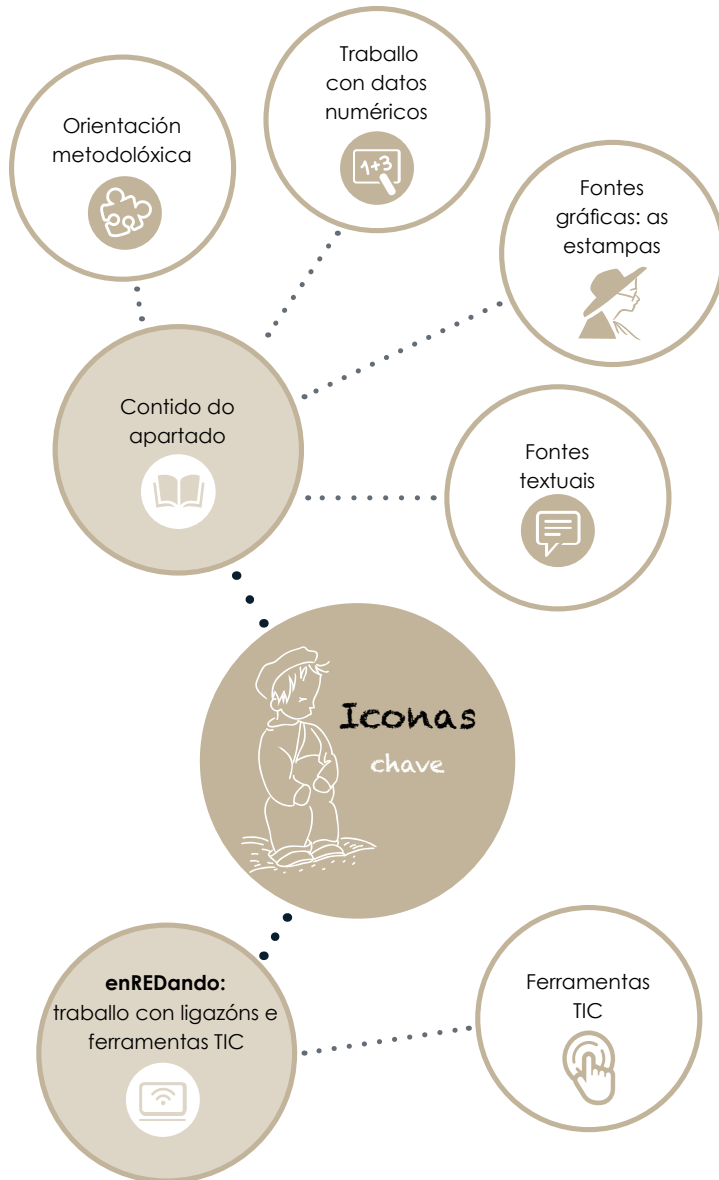 Traballo
con datos
numéricos
1+3
Orientación
metodolóxica
Fontes
gráficas: as
estampas
Contido do
apartado
Fontes
textuais
Iconas
chave
enREDando:
traballo con ligazóns e
ferramentas TIC
Ferramentas
TIC